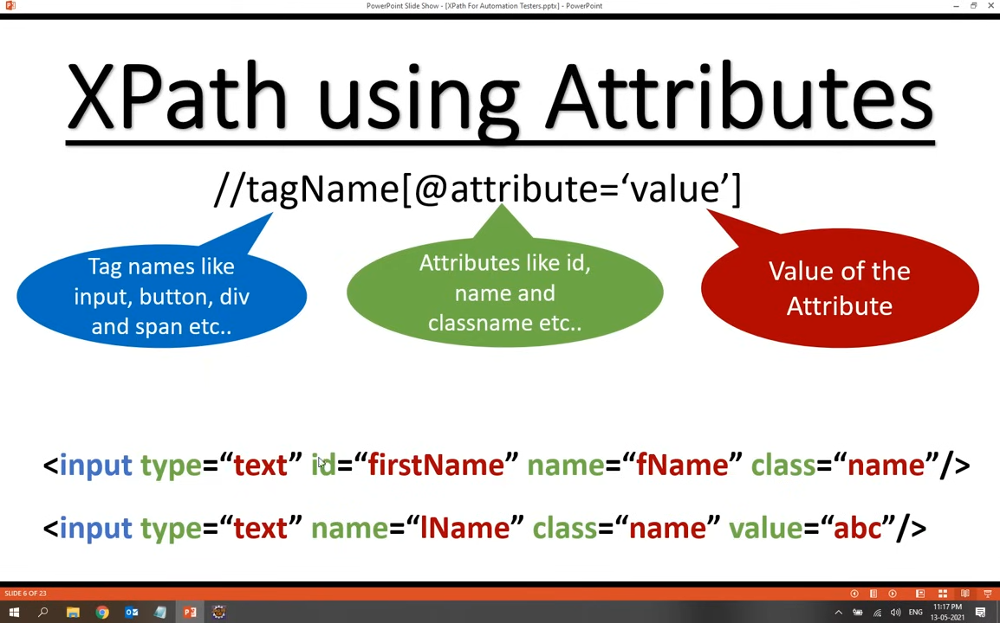 PowerPoint Slide Show - [XPath For Automation Testers.pptx] - PowerPoint
XPath using Attributes
//tagName[@attribute=‘value’]
Tag names like
input, button, div
and span etc..
Attributes like id,
name and
classname etc..
Value of the
Attribute
<input type=“text” id=“firstName” name=“fName” class=“name”/>
<input type=“text” name=“lName” class=“name” value=“abc”/>
SLIDE 6 OF 23
ENG
11:17 PM
13-05-2021